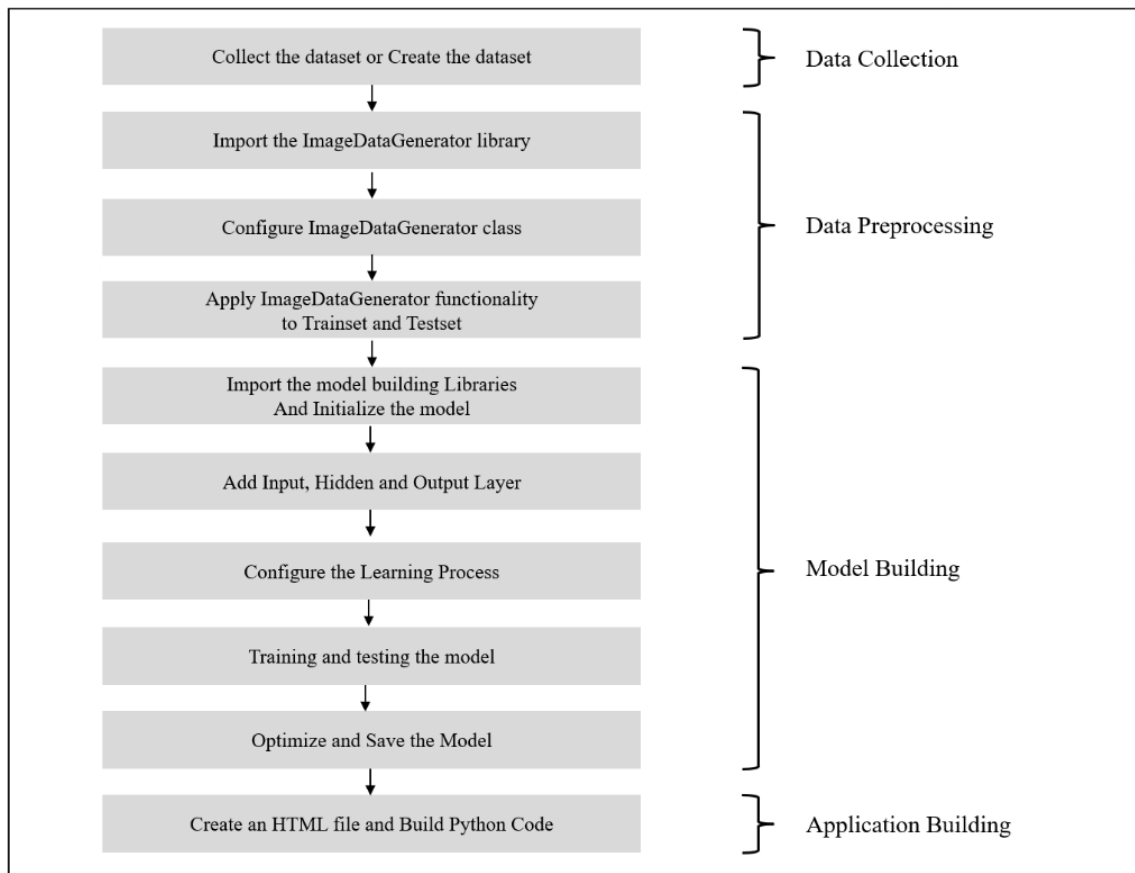 Collect the dataset or Create the dataset
Data Collection
Import the ImageDataGenerator library
Configure ImageDataGenerator class
Data Preprocessing
Apply ImageDataGenerator functionality
to Trainset and Testset
Import the model building Libraries
And Initialize the model
Add Input, Hidden and Output Layer
Configure the Learning Process
Model Building
Training and testing the model
Optimize and Save the Model
Create an HTML file and Build Python Code
Application Building